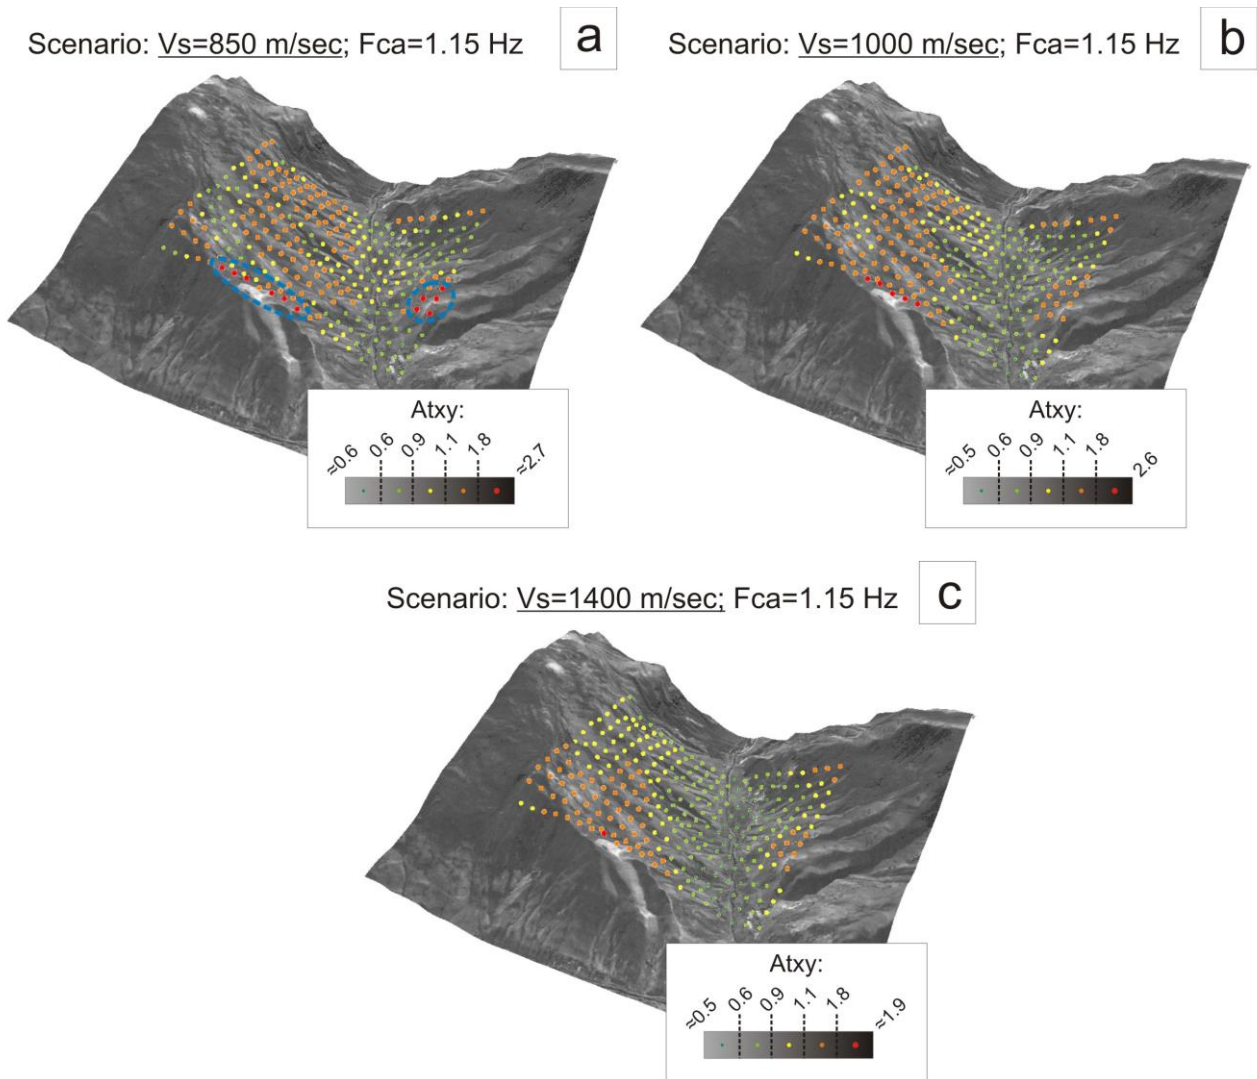 Scenario: Vs=850 m/sec; Fca=1.15 Hz
a
Scenario: Vs=1000 m/sec; Fca=1.15 Hz
b
Atxy:
≈0.6 0.6 0.9 1.1 1.8 ≈2.7
Atxy:
≈0.5 0.6 0.9 1.1 1.8 2.6
Scenario: Vs=1400 m/sec; Fca=1.15 Hz
c
Atxy:
≈0.5 0.6 0.9 1.1 1.8 ≈1.9